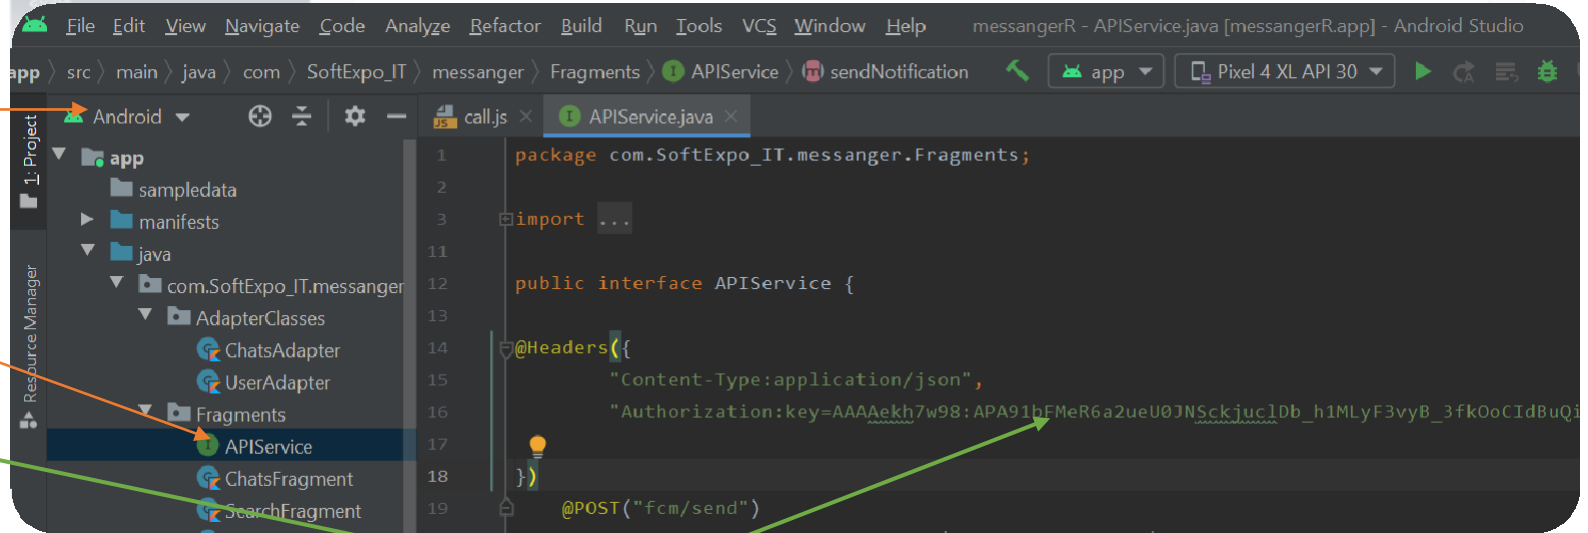 File Edit View Navigate Code Analyze Refactor Build Run Tools VCS Window Help messangerR - APIService.java [messangerR.app] - Android Studio
app src main java com SoftExpo_IT messanger Fragments APIService sendNotification app Pixel 4 XL API 30
Android
call.js APIService.java
1: Project
Resource Manager
app
sampledata
manifests
java
com.SoftExpo_IT.messanger
AdapterClasses
ChatsAdapter
UserAdapter
Fragments
APIService
ChatsFragment
SearchFragment
1 package com.SoftExpo_IT.messanger.Fragments;
2
3 import ...
11
12 public interface APIService {
13
14 @Headers({
15 "Content-Type:application/json",
16 "Authorization:key=AAAAekh7w98:APA91bFMeR6a2ueU0JNSckjuclDb_h1MLyF3vyB_3fkOoCIdBuQi
17
18 })
19 @POST("fcm/send")